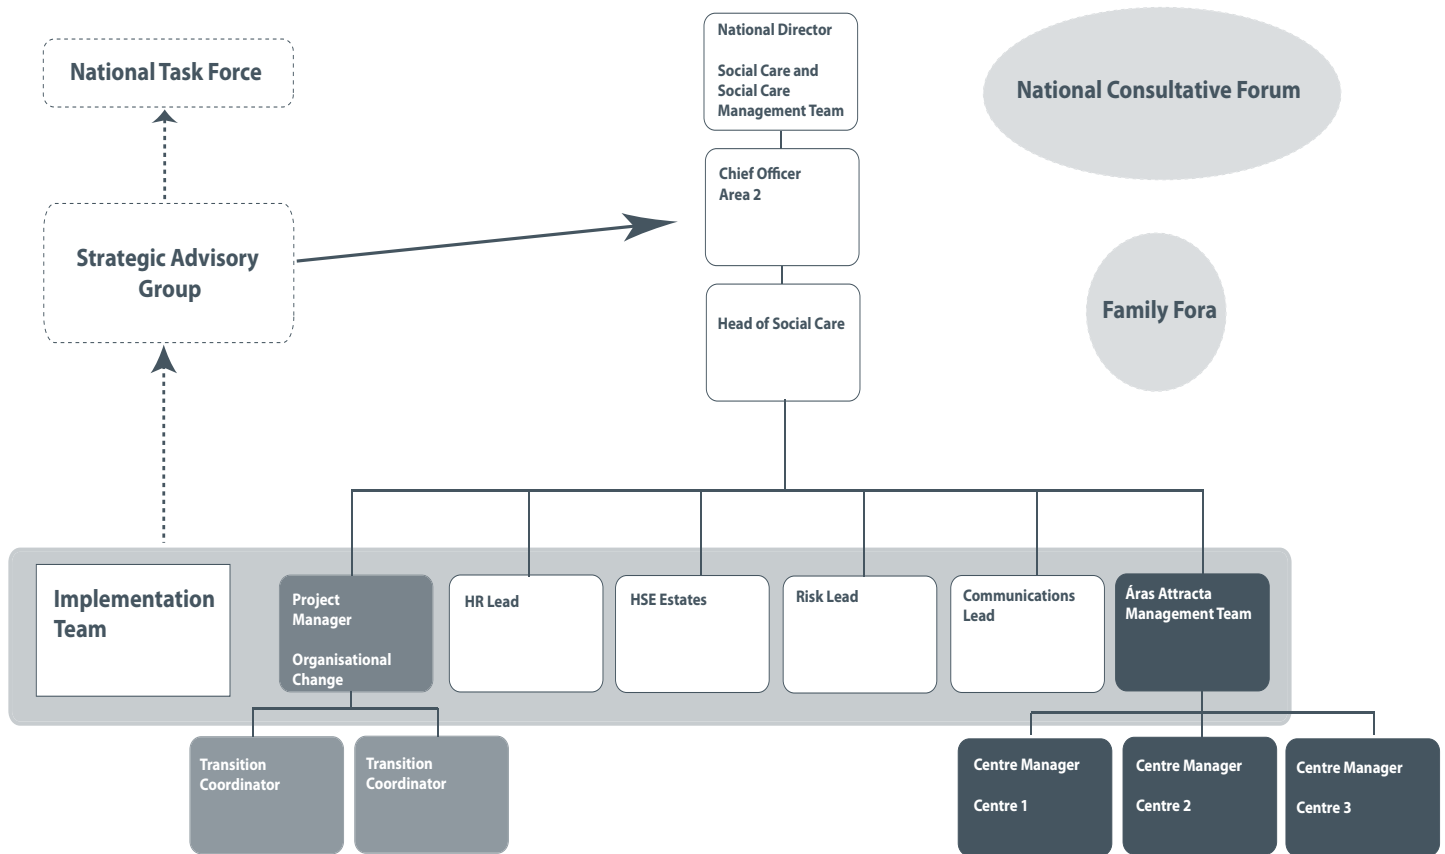 National Task Force
National Director
Social Care and
Social Care
Management Team
National Consultative Forum
Chief Officer
Area 2
Strategic Advisory
Group
Head of Social Care
Family Fora
Implementation
Team
Project
Manager
Organisational
Change
HR Lead
HSE Estates
Risk Lead
Communications
Lead
Áras Attracta
Management Team
Transition
Coordinator
Transition
Coordinator
Centre Manager
Centre 1
Centre Manager
Centre 2
Centre Manager
Centre 3